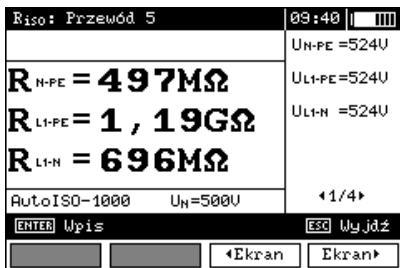 RISO: Przewód 5
09:40
UN-PE =524V
RN-PE = 497MΩ
UL1-PE=524V
RL1-PE= 1,19GΩ
UL1-N =524V
RL1-N = 696MΩ
AutoISO-1000 UN=500V
◂1/4▸
ENTER Wpis
ESC Wyjdź
◂Ekran
Ekran▸